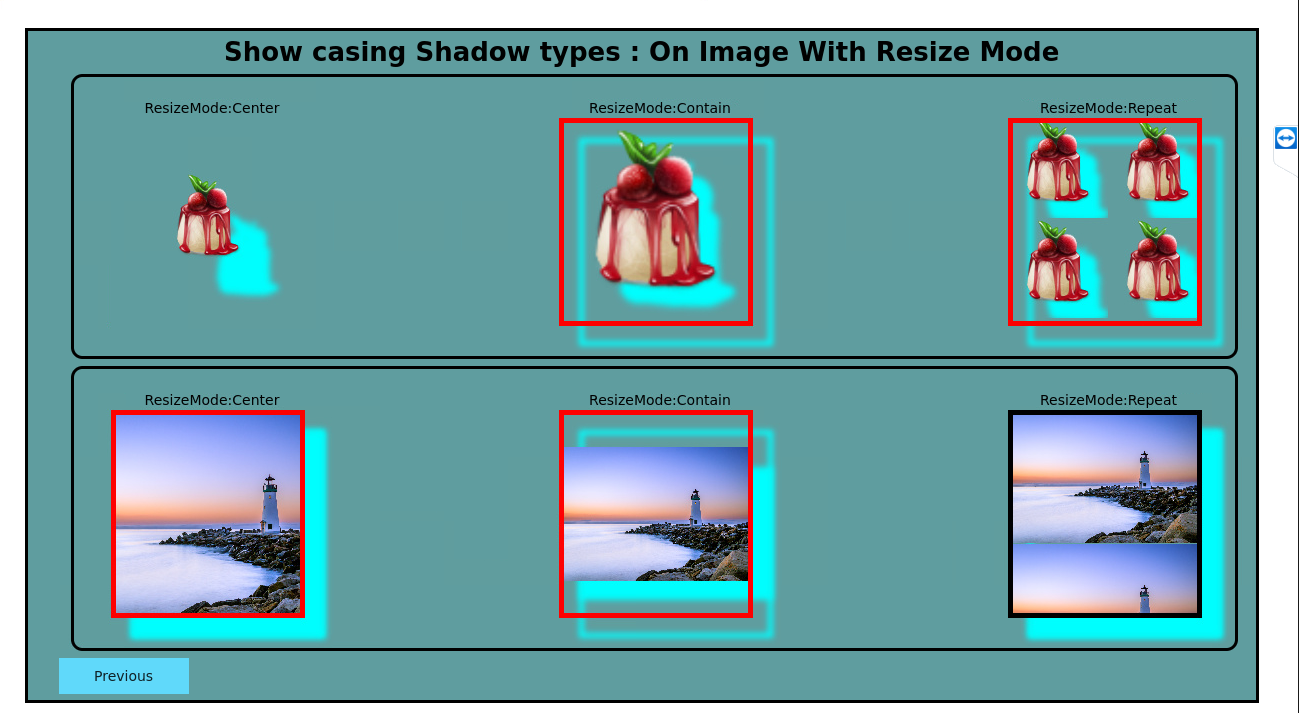 Show casing Shadow types : On Image With Resize Mode
ResizeMode:Center
ResizeMode:Contain
ResizeMode:Repeat
ResizeMode:Center
ResizeMode:Contain
ResizeMode:Repeat
Previous